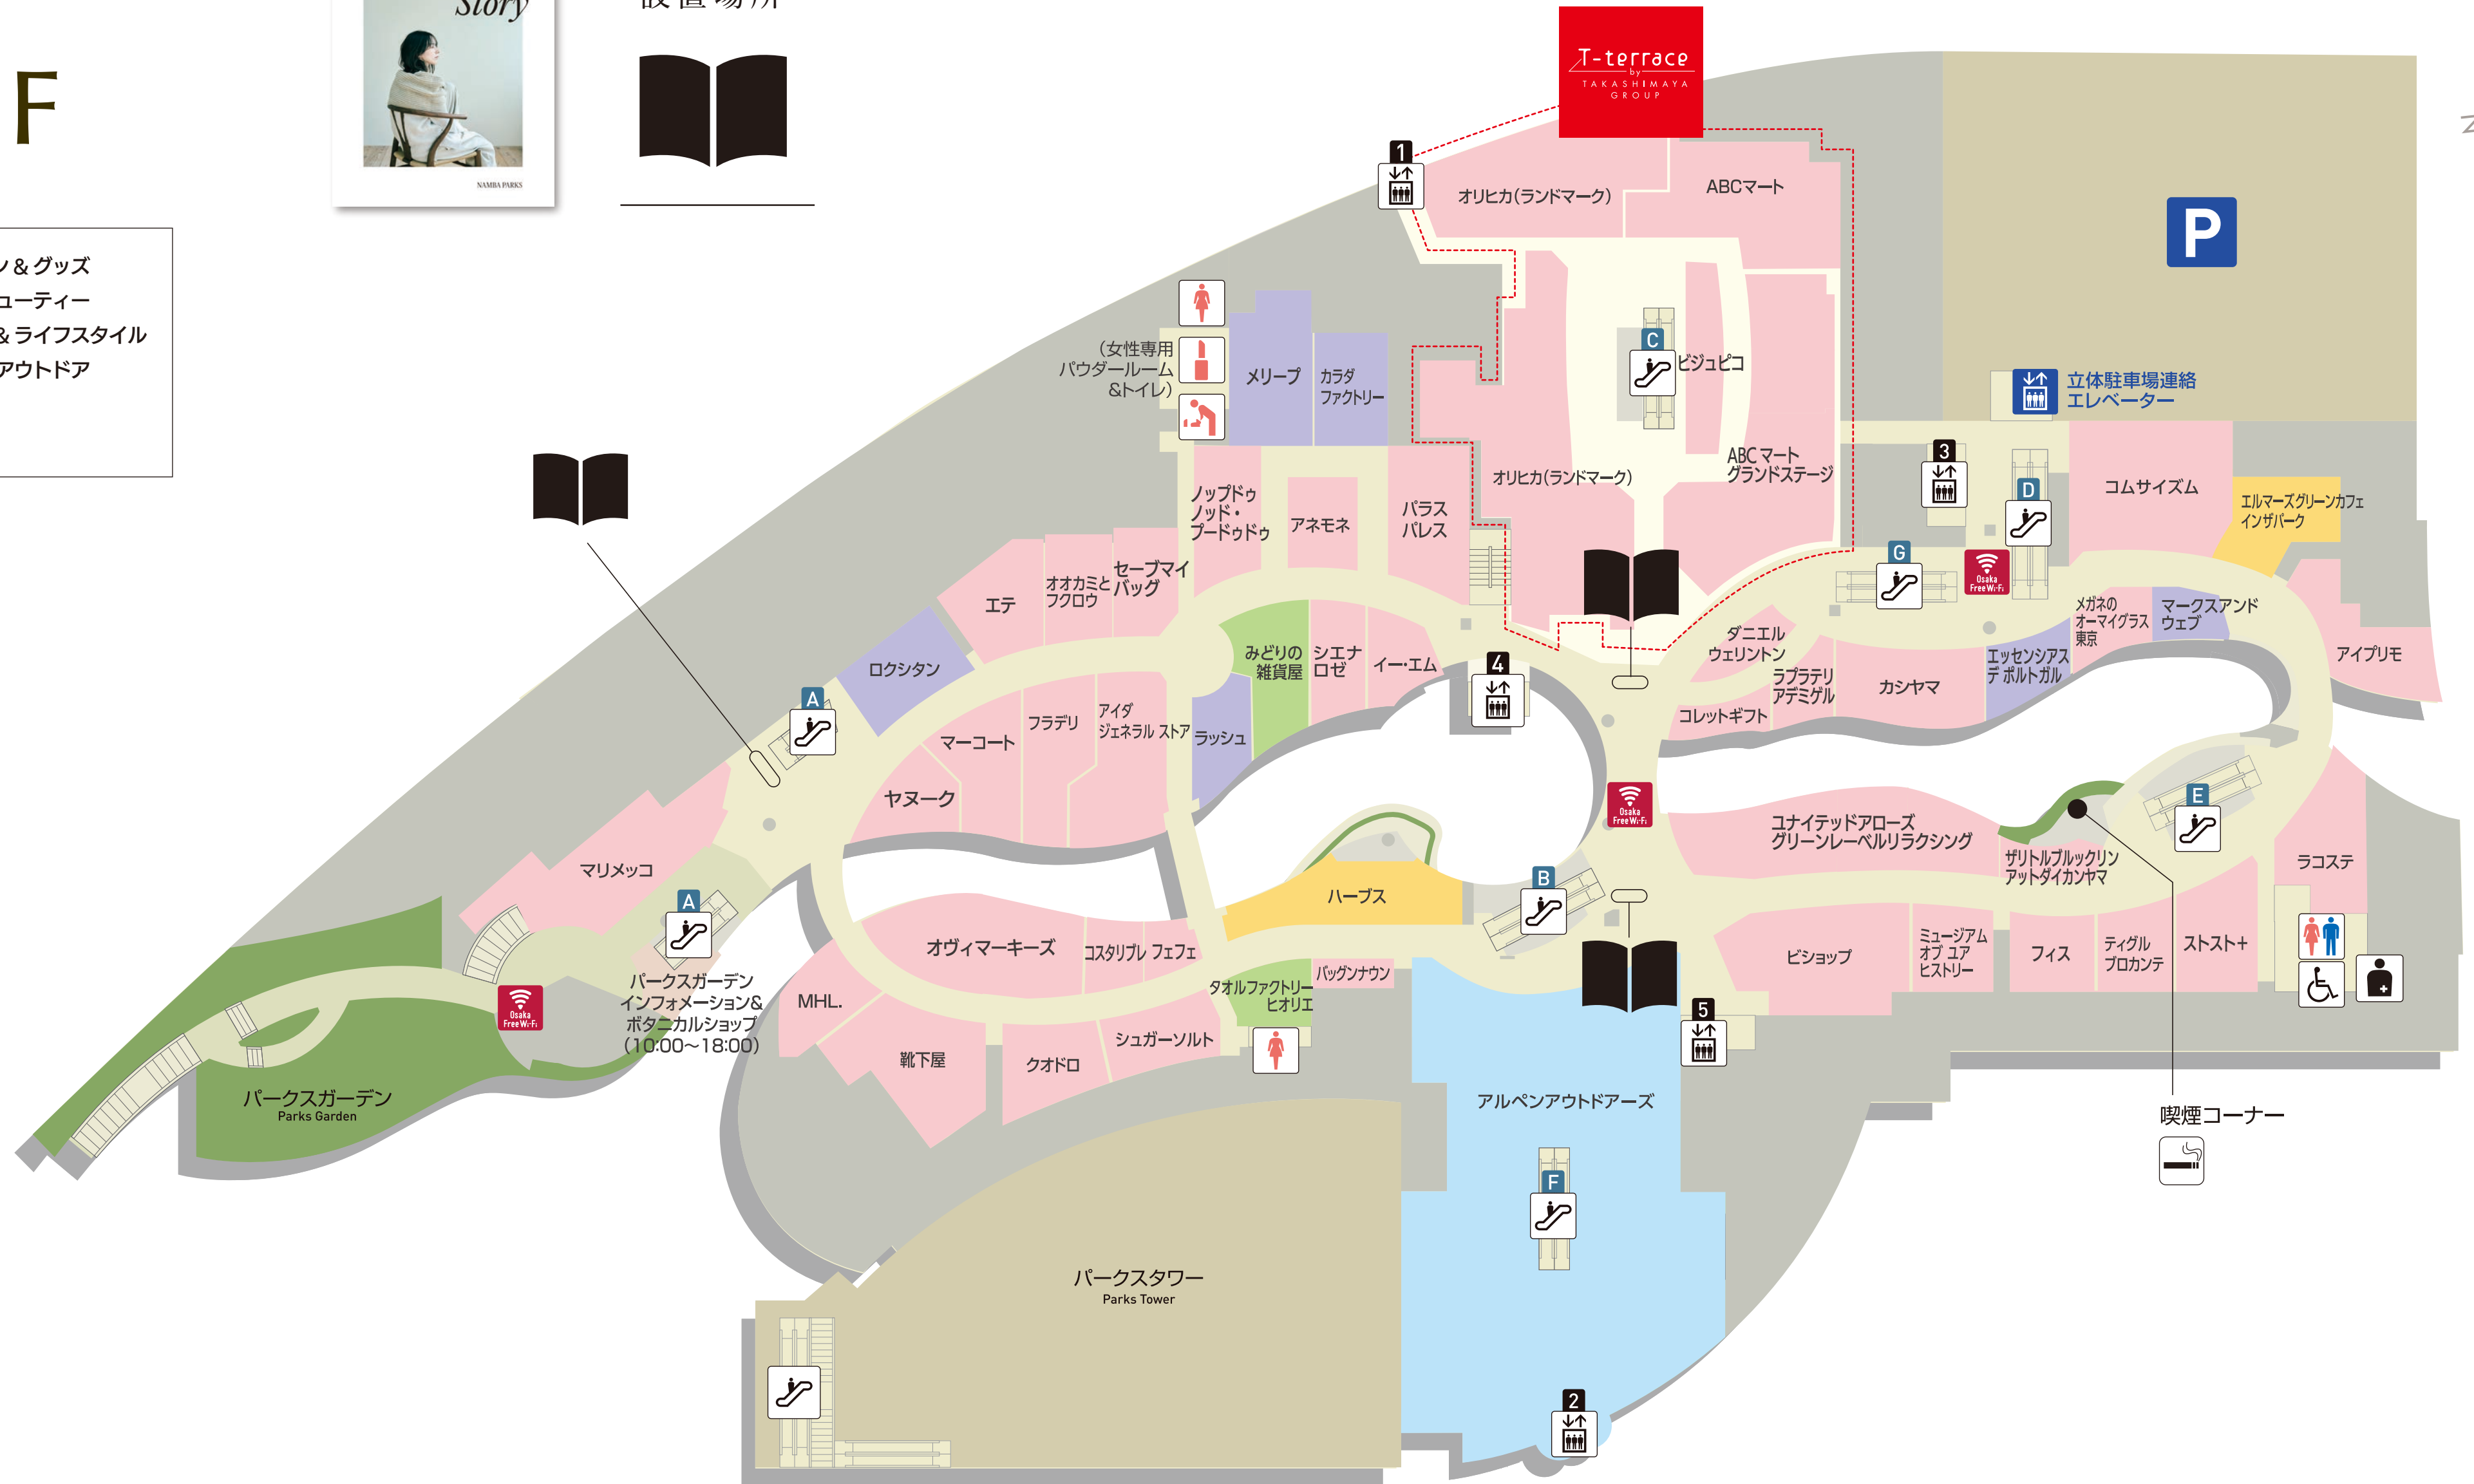 Story
設置場所
F
NAMBA PARKS
ン & グッズ
ューティー
& ライフスタイル
アウトドア
T-terrace
by
TAKASHIMAYA
GROUP
1
オリヒカ(ランドマーク)
ABCマート
P
(女性専用
パウダールーム
&トイレ)
メリープ
カラダ
ファクトリー
C
ビジュピコ
立体駐車場連絡
エレベーター
オリヒカ(ランドマーク)
ABC マート
グランドステージ
3
D
コムサイズム
エルマーズグリーンカフェ
インザパーク
ノップドゥ
ノッド・
プードゥドゥ
アネモネ
パラス
パレス
G
Osaka
Free Wi-Fi
エテ
オオカミと
フクロウ
セーブマイ
バッグ
メガネの
オーマイグラス
東京
マークスアンド
ウェブ
アイプリモ
ロクシタン
みどりの
雑貨屋
シエナ
ロゼ
イー・エム
4
ダニエル
ウェリントン
ラプラテリ
アデミゲル
カシヤマ
エッセンシアス
デ ポルトガル
コレットギフト
A
マーコート
フラデリ
アイダ
ジェネラル ストア
ラッシュ
ヤヌーク
Osaka
Free Wi-Fi
ユナイテッドアローズ
グリーンレーベルリラクシング
E
ザリトルブルックリン
アットダイカンヤマ
ラコステ
マリメッコ
A
ハーブス
B
オヴィマーキーズ
コスタリブレ
フェフェ
ビショップ
ミュージアム
オブ ユア
ヒストリー
フィス
ティグル
ブロカンテ
ストスト+
パークスガーデン
インフォメーション&
ボタニカルショップ
(10:00〜18:00)
Osaka
Free Wi-Fi
MHL.
タオルファクトリー
ヒオリエ
バッグンナウン
靴下屋
クオドロ
シュガーソルト
5
パークスガーデン
Parks Garden
アルペンアウトドアーズ
喫煙コーナー
F
パークスタワー
Parks Tower
2